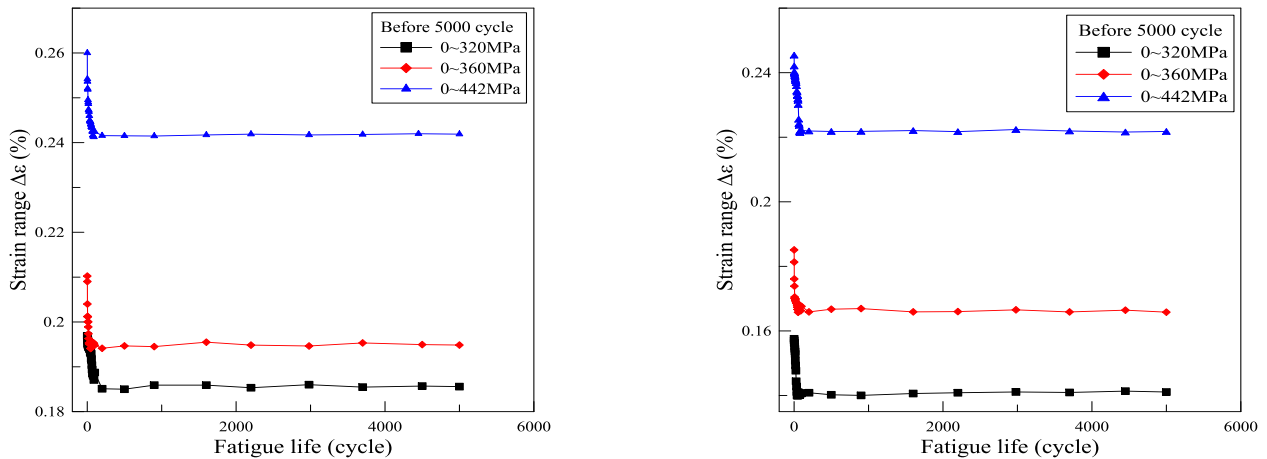 Before 5000 cycle
0~320MPa
0~360MPa
0~442MPa
0.26
0.24
0.22
0.2
0.18
Strain range Δε (%)
0
2000
4000
6000
Fatigue life (cycle)
Before 5000 cycle
0~320MPa
0~360MPa
0~442MPa
0.24
0.2
0.16
Strain range Δε (%)
0
2000
4000
6000
Fatigue life (cycle)